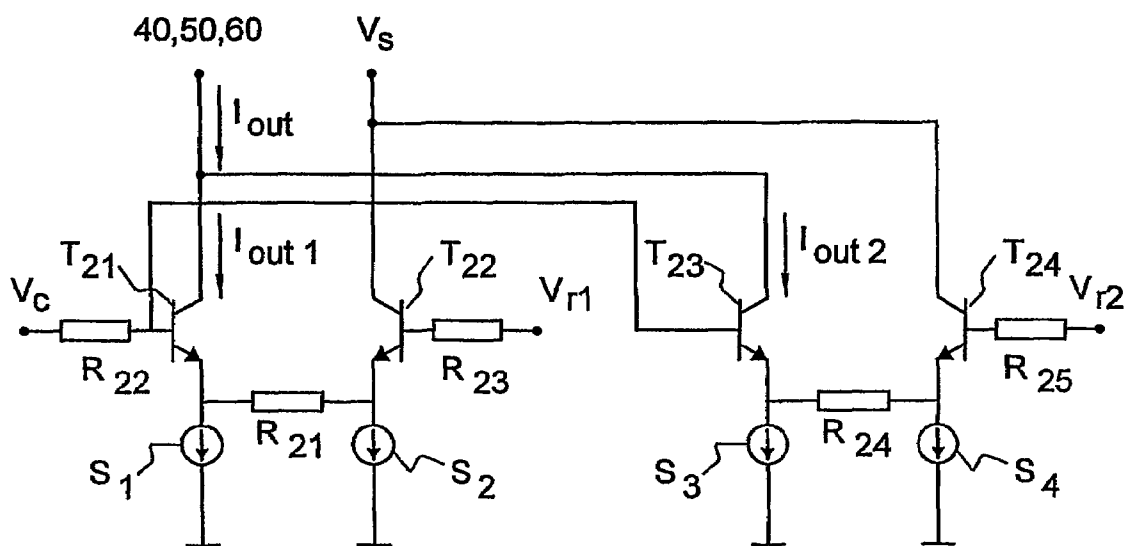 40,50,60 Vs
Iout
Iout 1 Iout 2
T21 T22 T23 T24
Vc Vr1 Vr2
R22 R23 R25
R21 R24
S1 S2 S3 S4